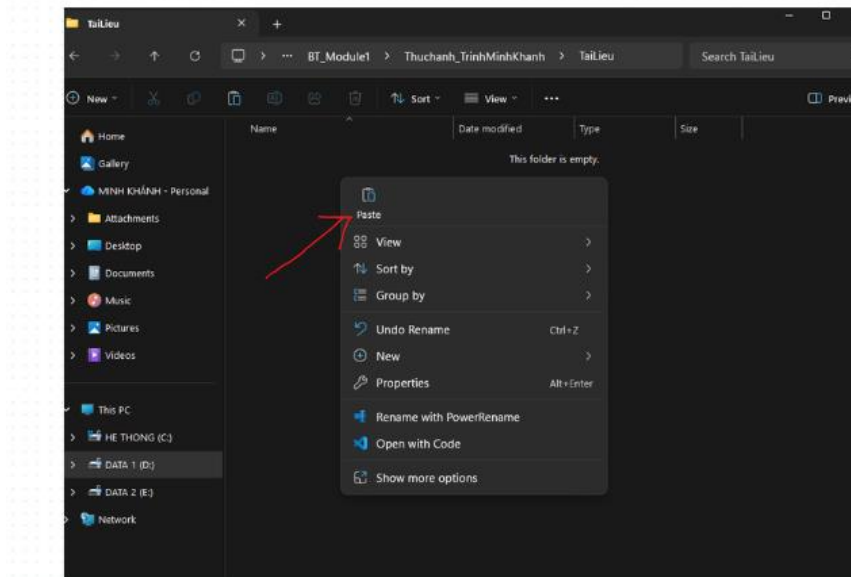 TaiLieu
BT_Module1 > Thuchanh_TrinhMinhKhanh > TaiLieu
Search TaiLieu
New
Sort
View
Previ
Name
Date modified
Type
Size
This folder is empty.
Home
Gallery
MINH KHÁNH - Personal
Attachments
Desktop
Documents
Music
Pictures
Videos
This PC
HE THONG (C:)
DATA 1 (D:)
DATA 2 (E:)
Network
Paste
View
Sort by
Group by
Undo Rename Ctrl+Z
New
Properties Alt+Enter
Rename with PowerRename
Open with Code
Show more options